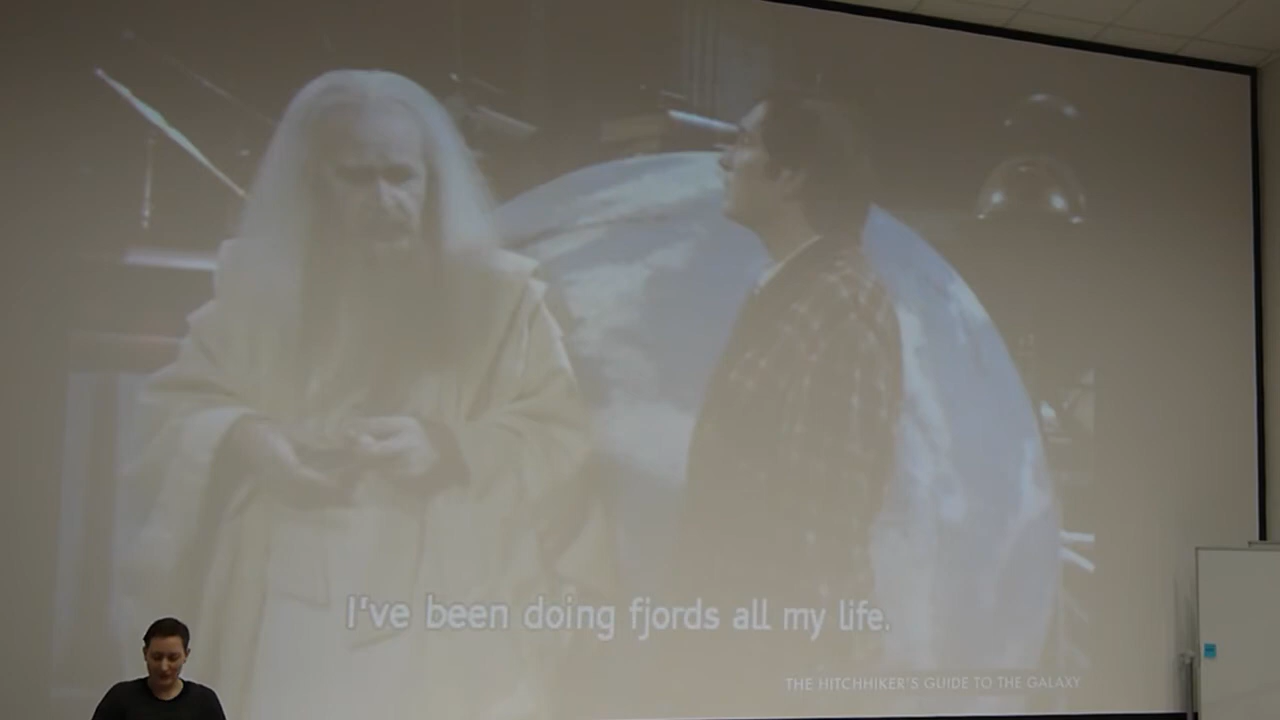 I've been doing fjords all my life.
THE HITCHHIKER'S GUIDE TO THE GALAXY